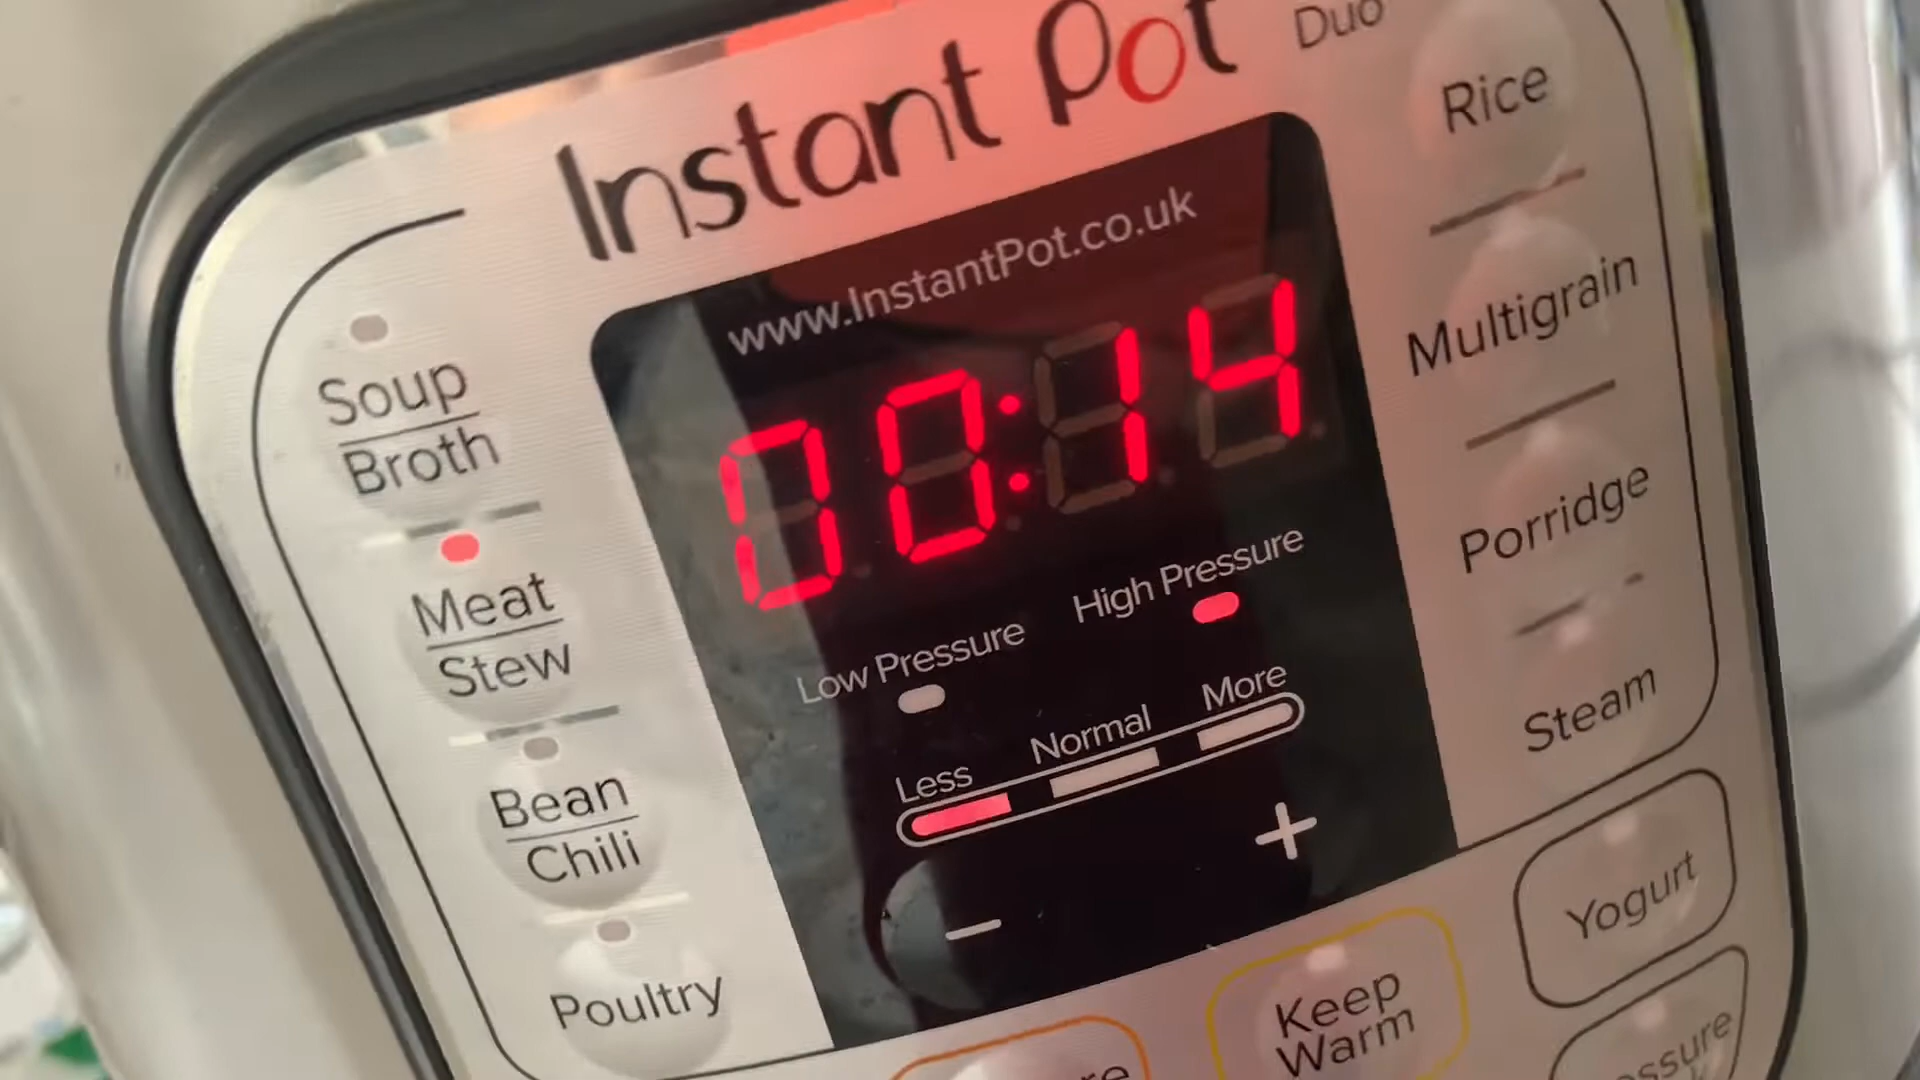 Instant Pot Duo
www.InstantPot.co.uk
00:14
Low Pressure
High Pressure
Less
Normal
More
−
+
Soup
Broth
Meat
Stew
Bean
Chili
Poultry
Rice
Multigrain
Porridge
Steam
Yogurt
Keep
Warm